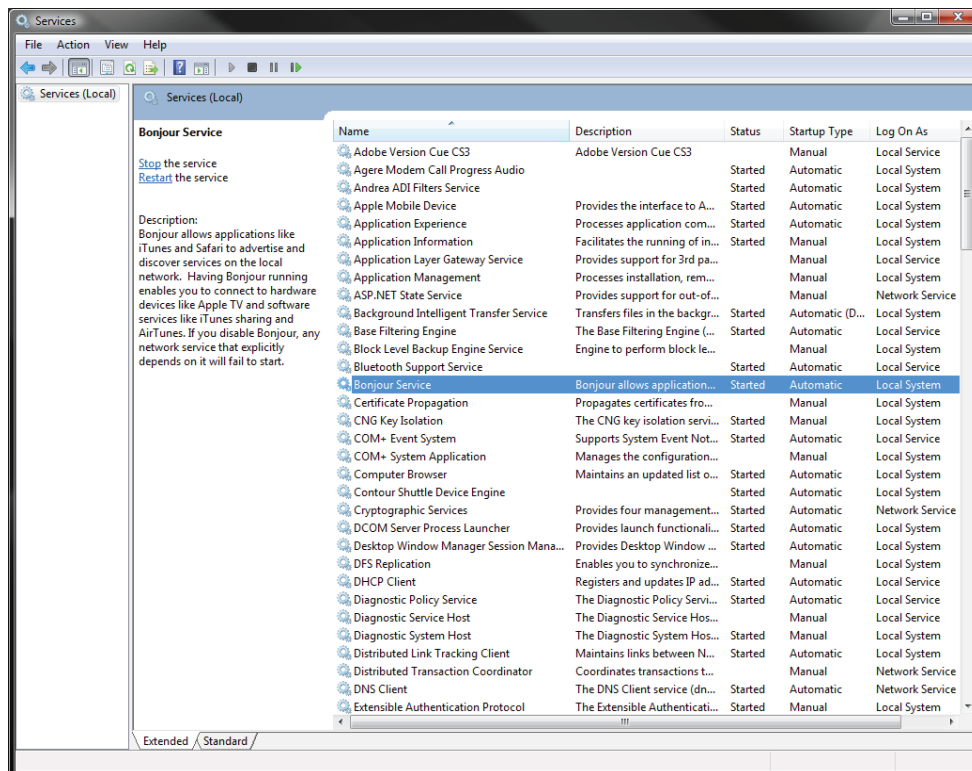 Services
File Action View Help
Services (Local)
Services (Local)
Bonjour Service
Stop the service
Restart the service
Description:
Bonjour allows applications like
iTunes and Safari to advertise and
discover services on the local
network. Having Bonjour running
enables you to connect to hardware
devices like Apple TV and software
services like iTunes sharing and
AirTunes. If you disable Bonjour, any
network service that explicitly
depends on it will fail to start.
Name Description Status Startup Type Log On As
Adobe Version Cue CS3 Adobe Version Cue CS3 Manual Local Service
Agere Modem Call Progress Audio Started Automatic Local System
Andrea ADI Filters Service Started Automatic Local System
Apple Mobile Device Provides the interface to A... Started Automatic Local System
Application Experience Processes application com... Started Automatic Local System
Application Information Facilitates the running of in... Started Manual Local System
Application Layer Gateway Service Provides support for 3rd pa... Manual Local Service
Application Management Processes installation, rem... Manual Local System
ASP.NET State Service Provides support for out-of... Manual Network Service
Background Intelligent Transfer Service Transfers files in the backgr... Started Automatic (D... Local System
Base Filtering Engine The Base Filtering Engine (... Started Automatic Local Service
Block Level Backup Engine Service Engine to perform block le... Manual Local System
Bluetooth Support Service Started Automatic Local Service
Bonjour Service Bonjour allows application... Started Automatic Local System
Certificate Propagation Propagates certificates fro... Manual Local System
CNG Key Isolation The CNG key isolation servi... Started Manual Local System
COM+ Event System Supports System Event Not... Started Automatic Local Service
COM+ System Application Manages the configuration... Manual Local System
Computer Browser Maintains an updated list o... Started Automatic Local System
Contour Shuttle Device Engine Started Automatic Local System
Cryptographic Services Provides four management... Started Automatic Network Service
DCOM Server Process Launcher Provides launch functionali... Started Automatic Local System
Desktop Window Manager Session Mana... Provides Desktop Window ... Started Automatic Local System
DFS Replication Enables you to synchronize... Manual Local System
DHCP Client Registers and updates IP ad... Started Automatic Local Service
Diagnostic Policy Service The Diagnostic Policy Servi... Started Automatic Local Service
Diagnostic Service Host The Diagnostic Service Hos... Manual Local Service
Diagnostic System Host The Diagnostic System Hos... Started Manual Local System
Distributed Link Tracking Client Maintains links between N... Started Automatic Local System
Distributed Transaction Coordinator Coordinates transactions t... Manual Network Service
DNS Client The DNS Client service (dn... Started Automatic Network Service
Extensible Authentication Protocol The Extensible Authenticati... Started Manual Local System
Extended Standard